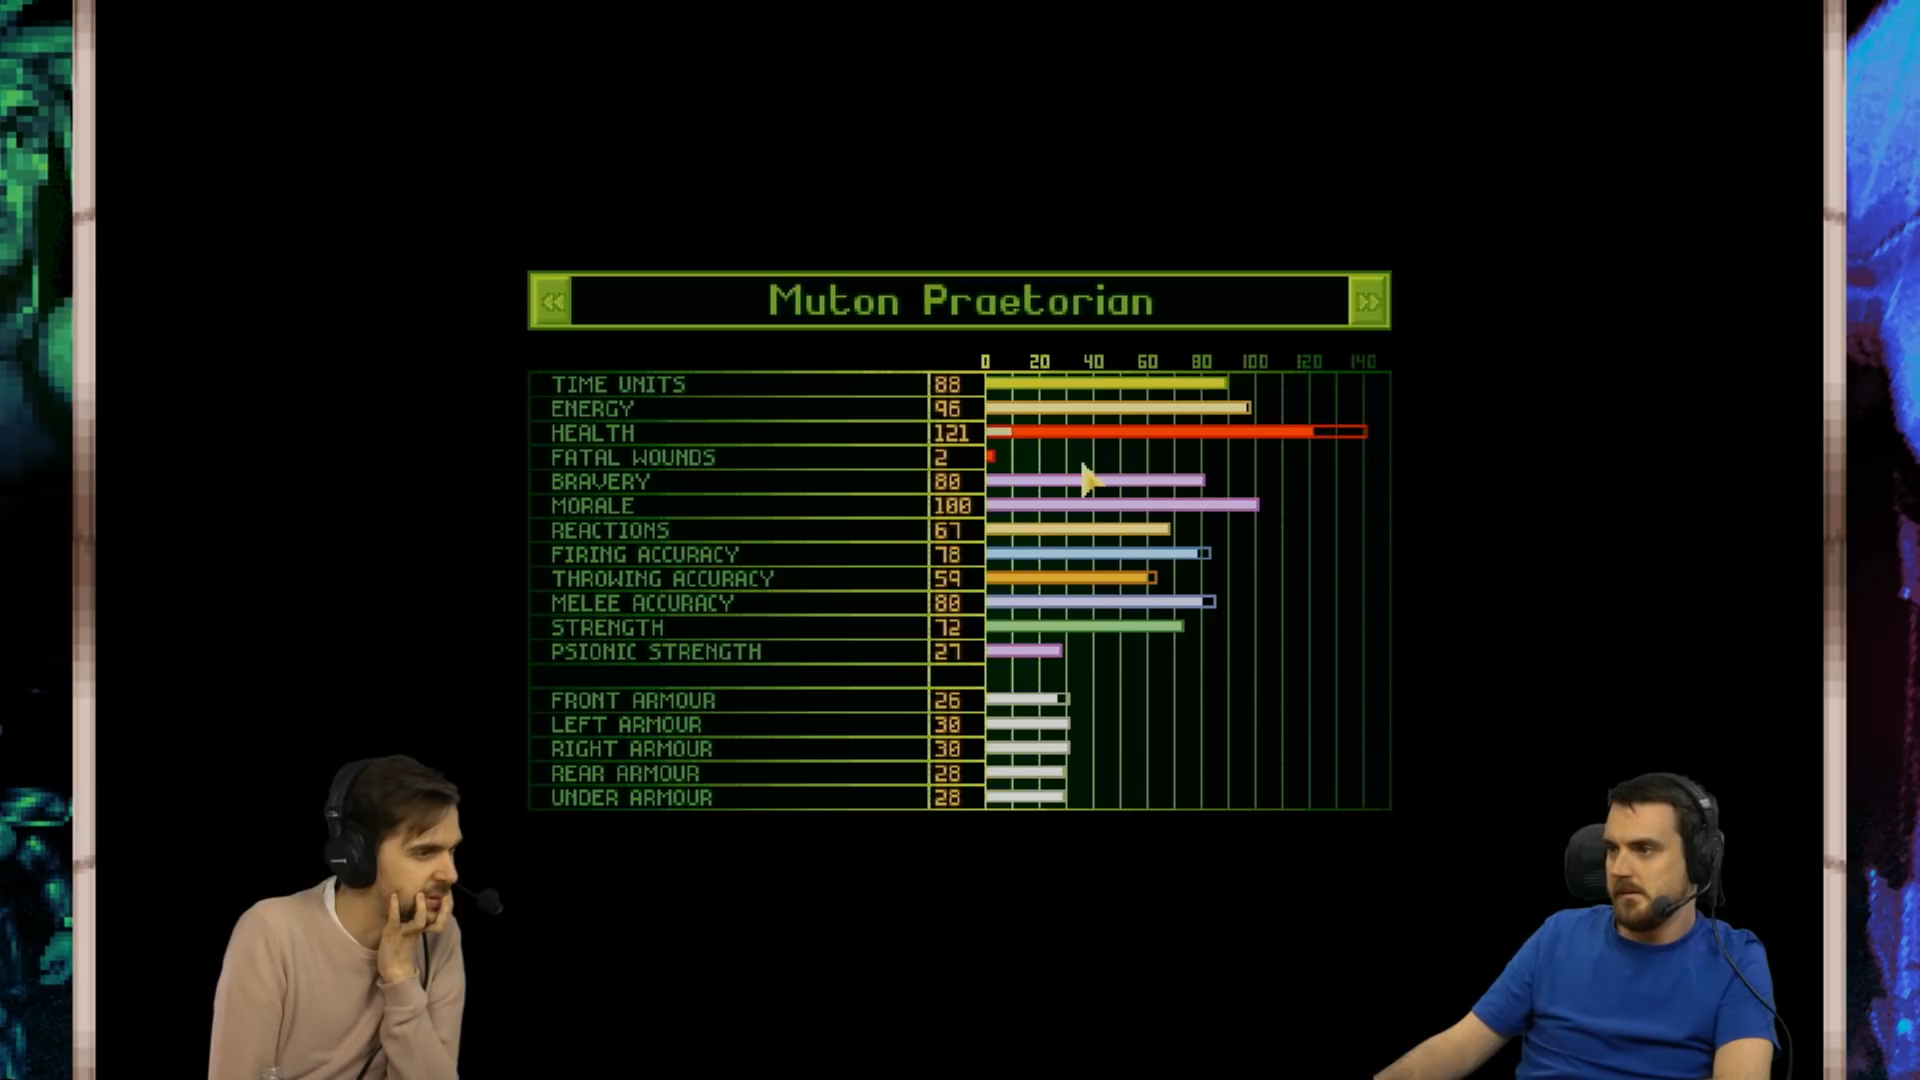 Muton Praetorian
0 20 40 60 80 100 120 140
TIME UNITS 88
ENERGY 96
HEALTH 121
FATAL WOUNDS 2
BRAVERY 80
MORALE 100
REACTIONS 67
FIRING ACCURACY 78
THROWING ACCURACY 59
MELEE ACCURACY 80
STRENGTH 72
PSIONIC STRENGTH 27
FRONT ARMOUR 26
LEFT ARMOUR 30
RIGHT ARMOUR 30
REAR ARMOUR 28
UNDER ARMOUR 28